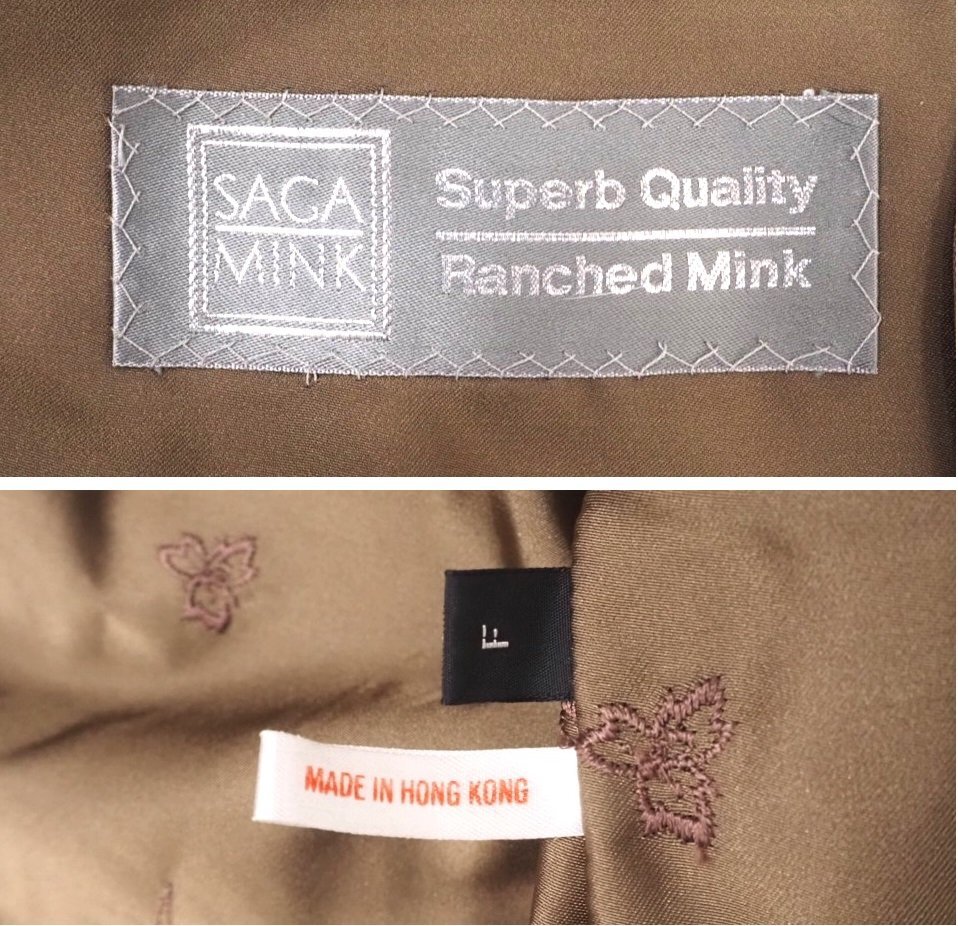 SAGA
MINK
Superb Quality
Ranched Mink
F
MADE IN HONG KONG